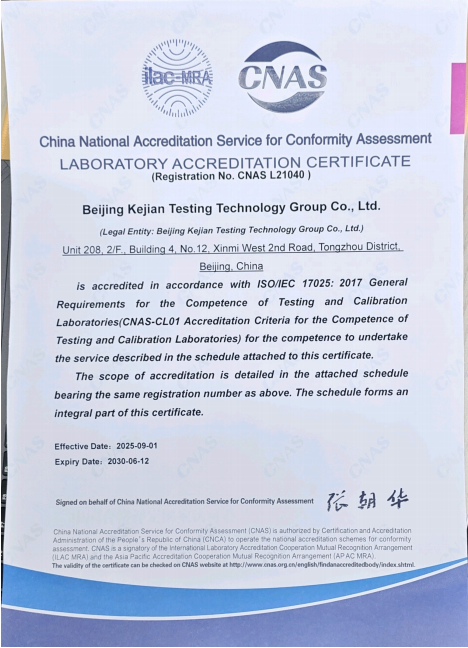 ilac-MRA
CNAS
China National Accreditation Service for Conformity Assessment
LABORATORY ACCREDITATION CERTIFICATE
(Registration No. CNAS L21040 )
Beijing Kejian Testing Technology Group Co., Ltd.
(Legal Entity: Beijing Kejian Testing Technology Group Co., Ltd.)
Unit 208, 2/F., Building 4, No.12, Xinmi West 2nd Road, Tongzhou District,
Beijing, China
is accredited in accordance with ISO/IEC 17025: 2017 General
Requirements for the Competence of Testing and Calibration
Laboratories(CNAS-CL01 Accreditation Criteria for the Competence of
Testing and Calibration Laboratories) for the competence to undertake
the service described in the schedule attached to this certificate.
The scope of accreditation is detailed in the attached schedule
bearing the same registration number as above. The schedule forms an
integral part of this certificate.
Effective Date: 2025-09-01
Expiry Date: 2030-06-12
Signed on behalf of China National Accreditation Service for Conformity Assessment 张朝华
China National Accreditation Service for Conformity Assessment (CNAS) is authorized by Certification and Accreditation
Administration of the People`s Republic of China (CNCA) to operate the national accreditation schemes for conformity
assessment. CNAS is a signatory of the International Laboratory Accreditation Cooperation Mutual Recognition Arrangement
(ILAC MRA) and the Asia Pacific Accreditation Cooperation Mutual Recognition Arrangement (APAC MRA).
The validity of the certificate can be checked on CNAS website at http://www.cnas.org.cn/english/findanaccreditedbody/index.shtml.